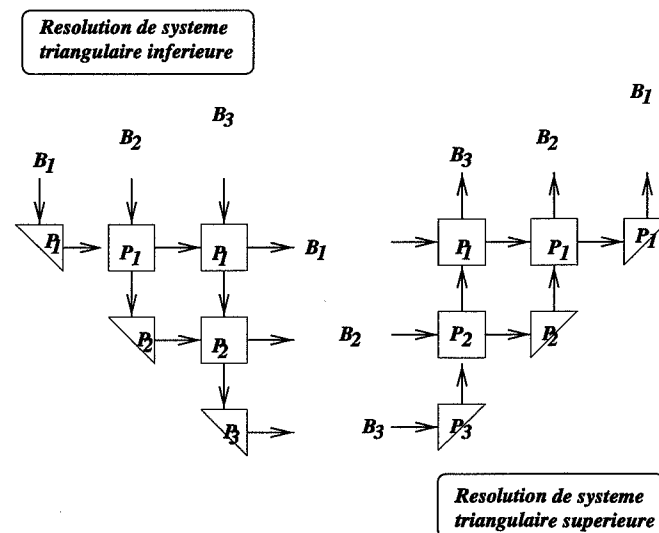 Resolution de systeme
triangulaire inferieure
B1
B3
B2
B1
B3
B2
P1
P1
P1
B1
P1
P1
P1
P2
P2
B2
P2
P2
P3
B3
P3
Resolution de systeme
triangulaire superieure